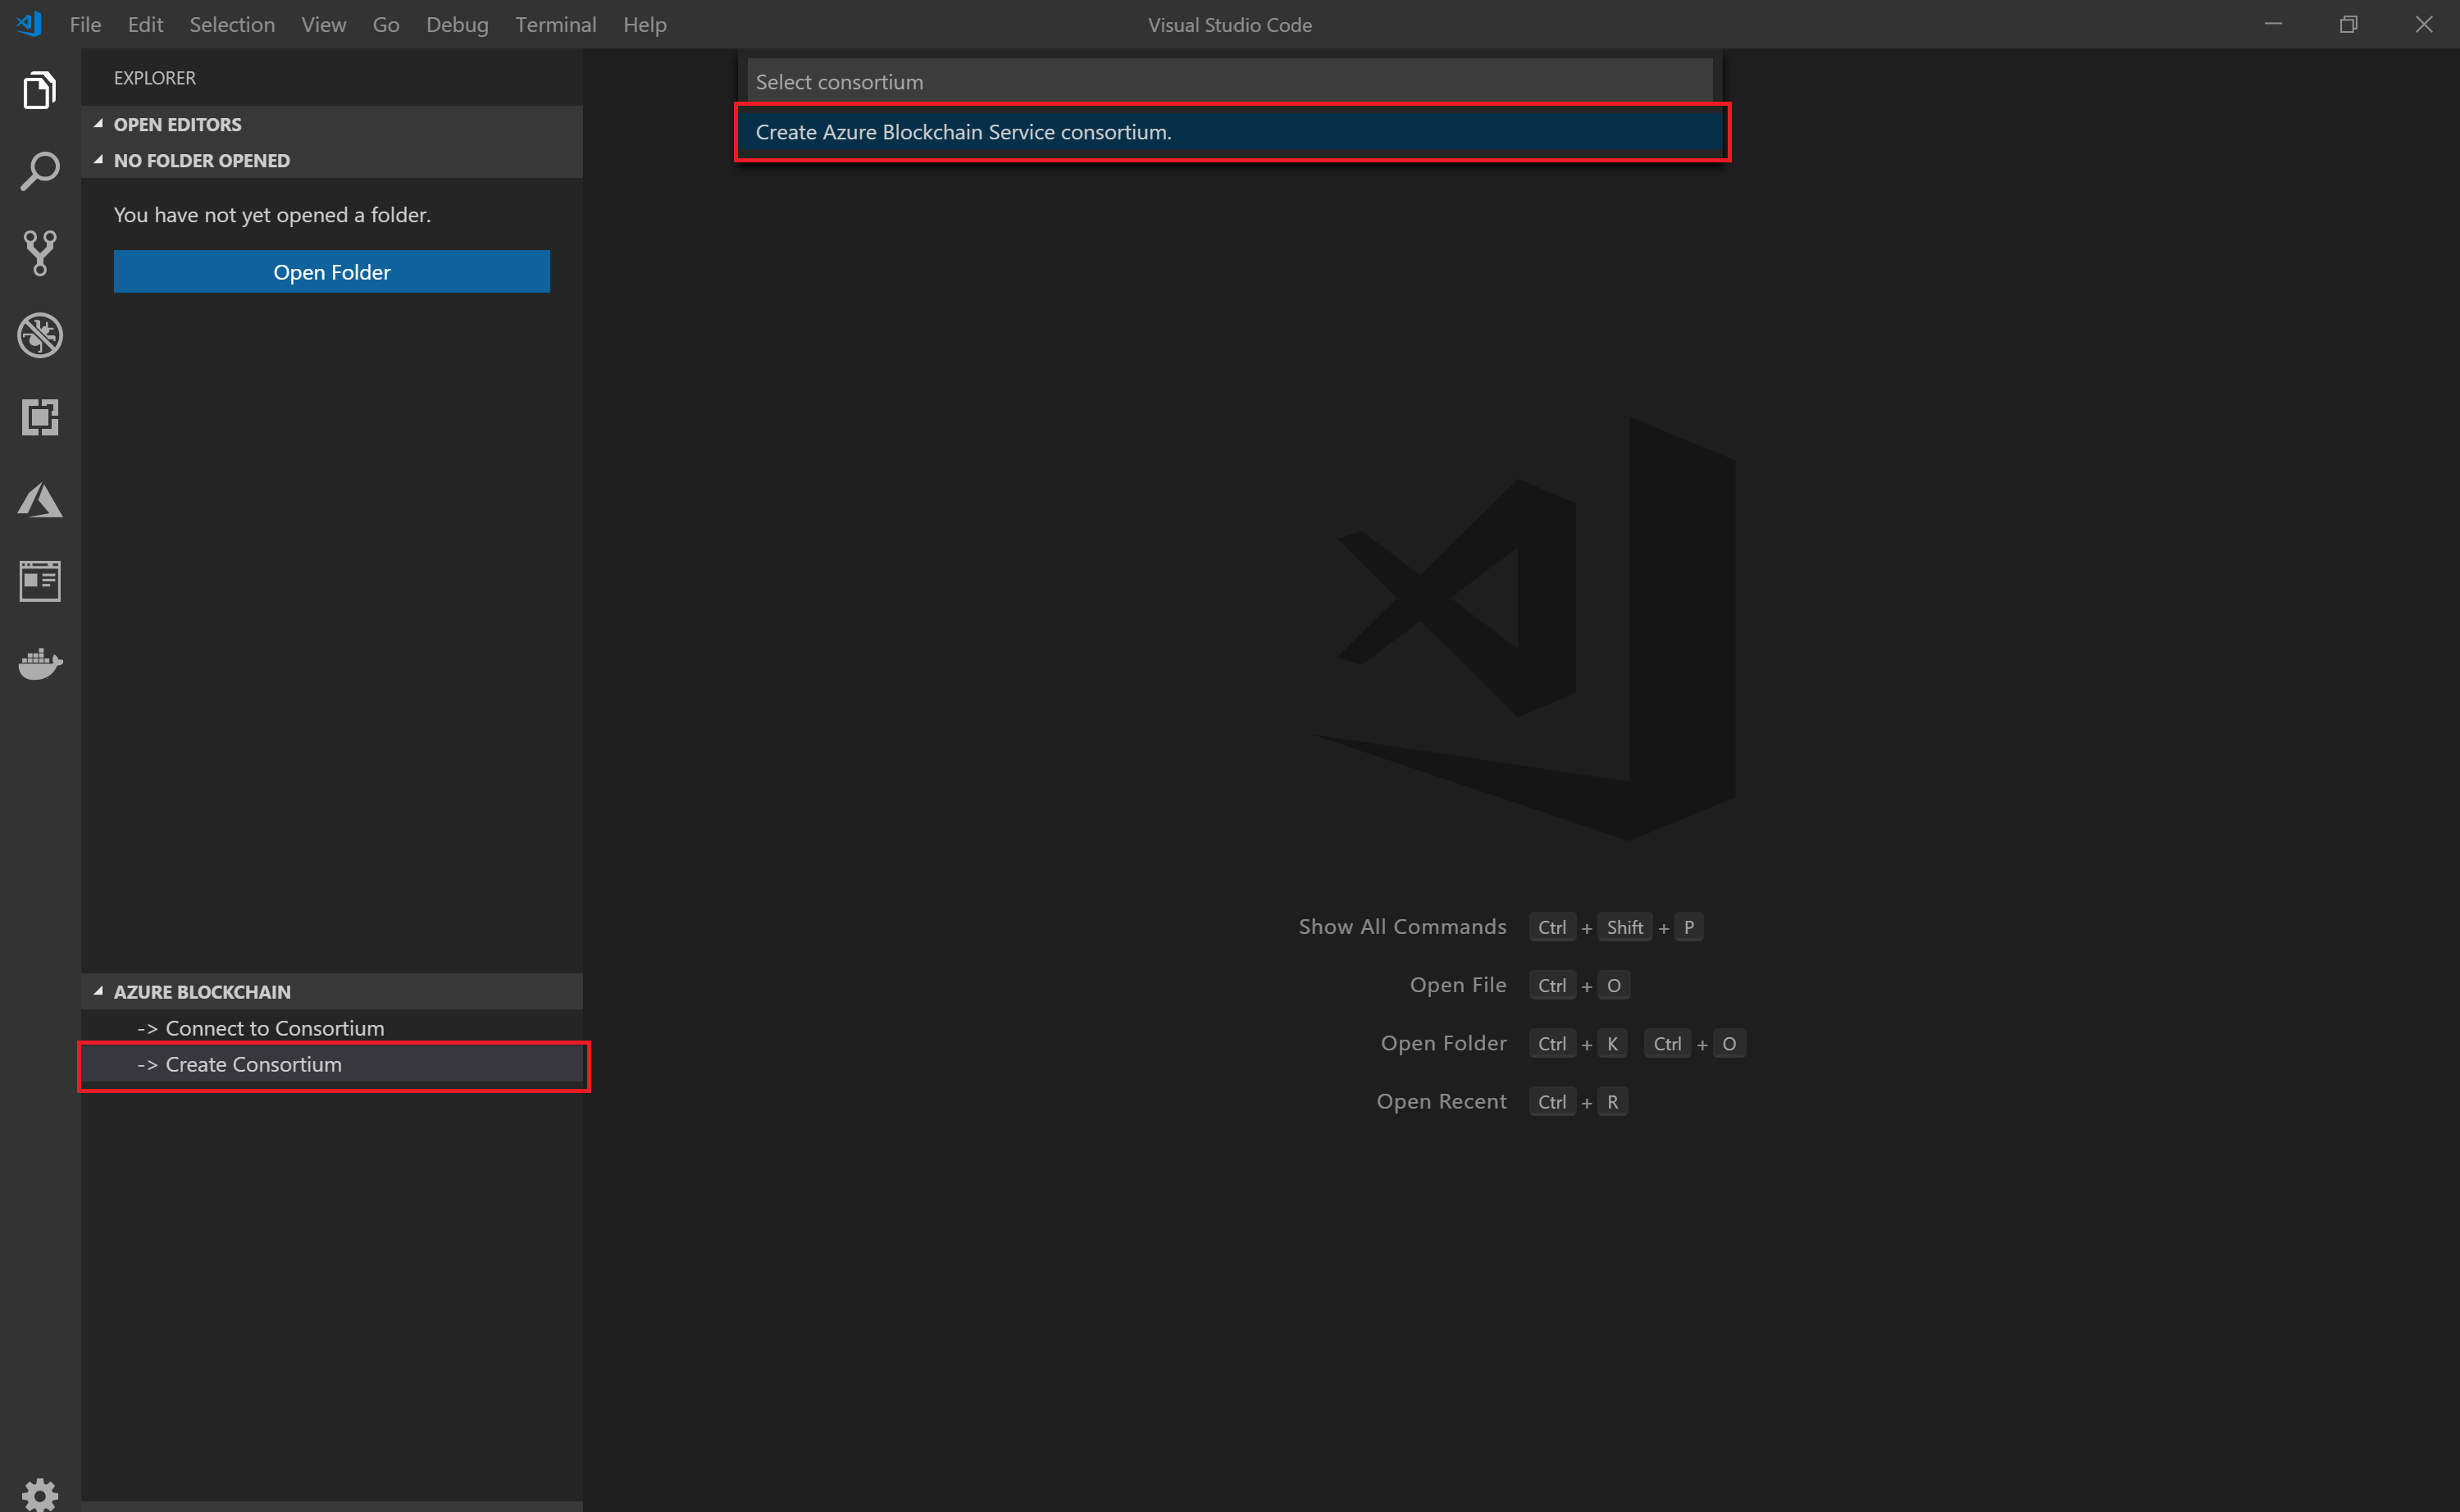 File Edit Selection View Go Debug Terminal Help
Visual Studio Code
EXPLORER
OPEN EDITORS
NO FOLDER OPENED
You have not yet opened a folder.
Open Folder
Select consortium
Create Azure Blockchain Service consortium.
Show All Commands Ctrl + Shift + P
Open File Ctrl + O
Open Folder Ctrl + K Ctrl + O
Open Recent Ctrl + R
AZURE BLOCKCHAIN
-> Connect to Consortium
-> Create Consortium